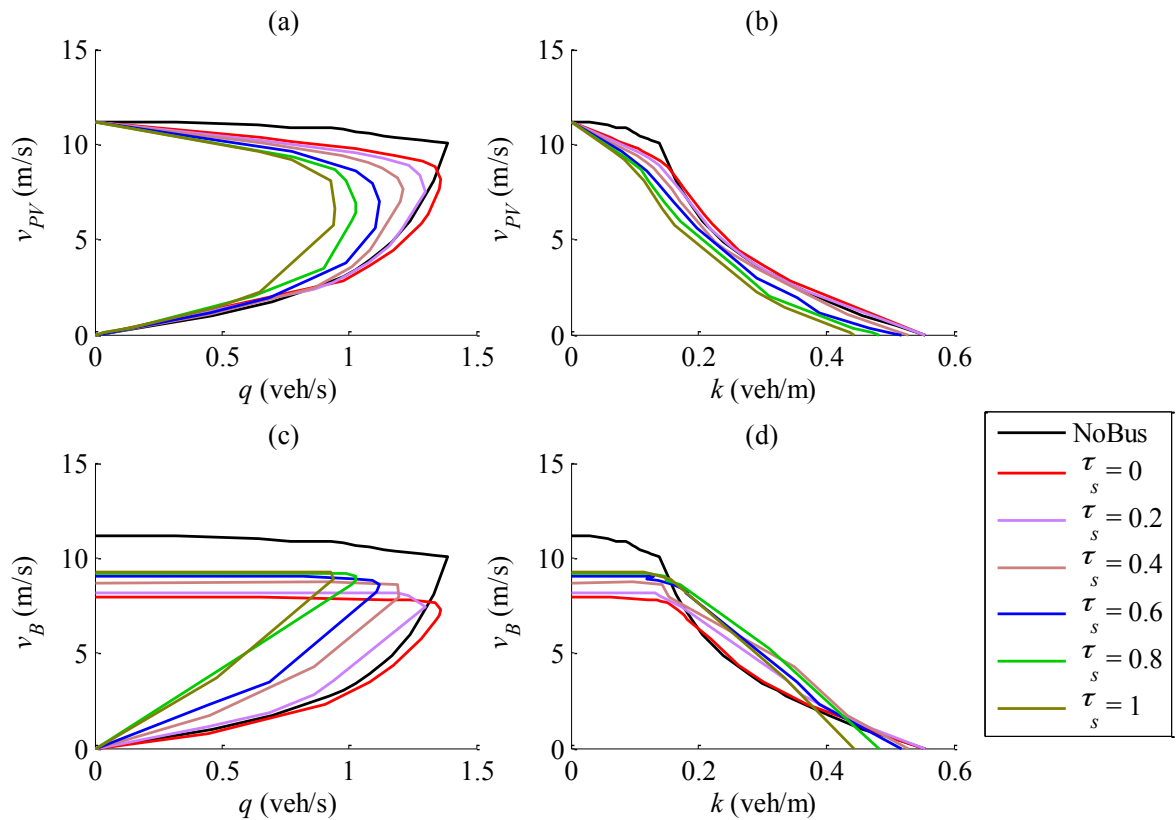 (a)
15
10
5
0
v_PV (m/s)
0 0.5 1 1.5
q (veh/s)
(b)
15
10
5
0
v_PV (m/s)
0 0.2 0.4 0.6
k (veh/m)
(c)
15
10
5
0
v_B (m/s)
0 0.5 1 1.5
q (veh/s)
(d)
15
10
5
0
v_B (m/s)
0 0.2 0.4 0.6
k (veh/m)
NoBus
τ_s = 0
τ_s = 0.2
τ_s = 0.4
τ_s = 0.6
τ_s = 0.8
τ_s = 1